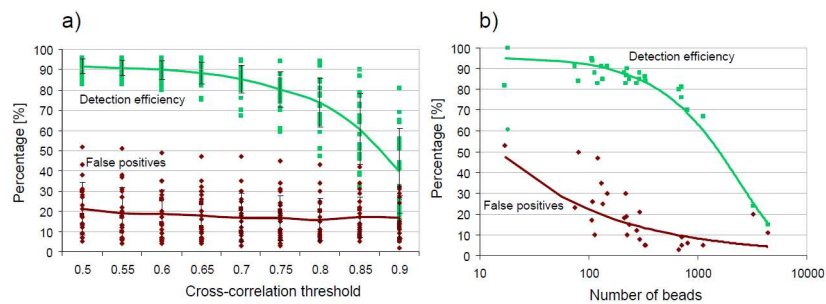 a)
Percentage [%]
100
90
80
70
60
50
40
30
20
10
0
Detection efficiency
False positives
0.5 0.55 0.6 0.65 0.7 0.75 0.8 0.85 0.9
Cross-correlation threshold
b)
Percentage [%]
100
90
80
70
60
50
40
30
20
10
0
Detection efficiency
False positives
10 100 1000 10000
Number of beads